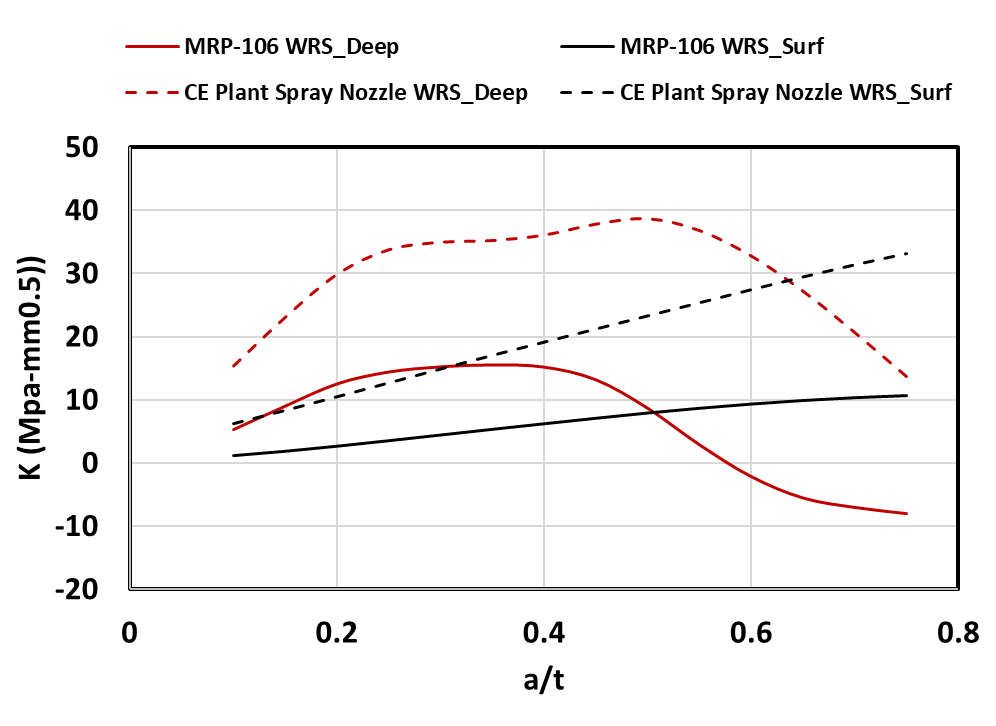 MRP-106 WRS_Deep
MRP-106 WRS_Surf
CE Plant Spray Nozzle WRS_Deep
CE Plant Spray Nozzle WRS_Surf
50
40
30
20
10
0
-10
-20
K (Mpa-mm0.5))
0
0.2
0.4
0.6
0.8
a/t